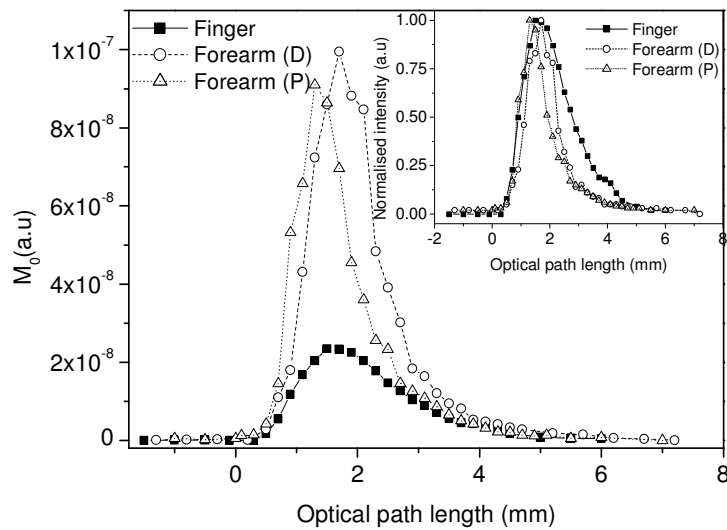 Finger
Forearm (D)
Forearm (P)
1x10⁻⁷
8x10⁻⁸
6x10⁻⁸
4x10⁻⁸
2x10⁻⁸
0
M₀(a.u)
0 2 4 6 8
Optical path length (mm)
Finger
Forearm (D)
Forearm (P)
1.00
0.75
0.50
0.25
0.00
Normalised intensity (a.u)
-2 0 2 4 6 8
Optical path length (mm)